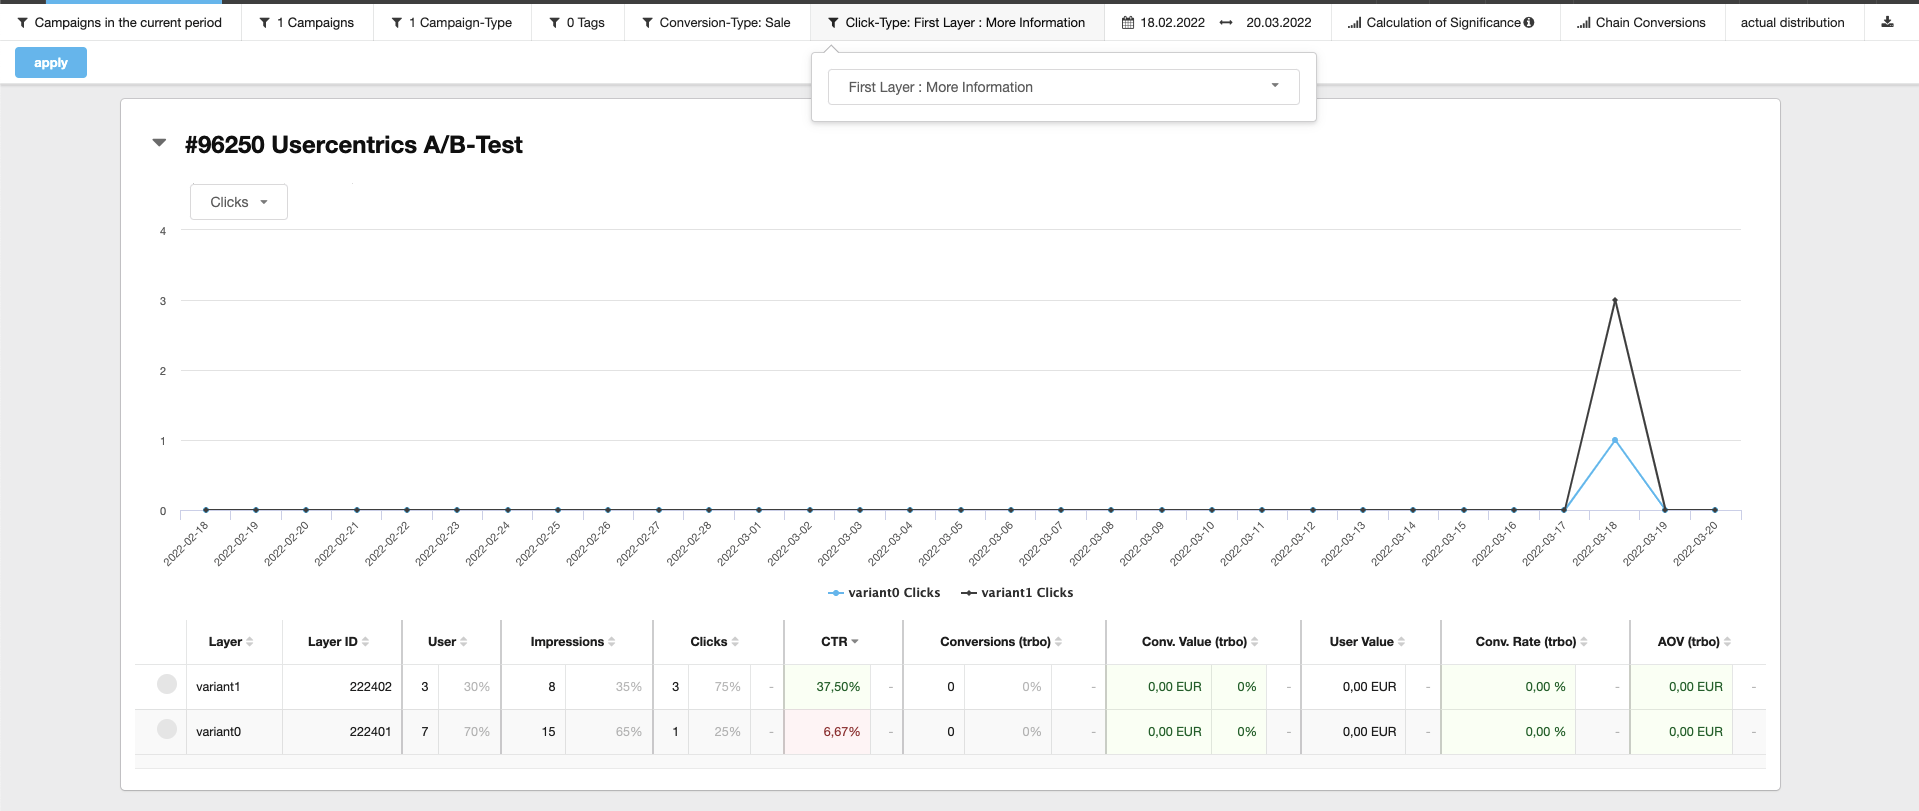 Campaigns in the current period 1 Campaigns 1 Campaign-Type 0 Tags Conversion-Type: Sale Click-Type: First Layer : More Information 18.02.2022 20.03.2022 Calculation of Significance Chain Conversions actual distribution
apply
First Layer : More Information
#96250 Usercentrics A/B-Test
Clicks
4
3
2
1
0
2022-02-18 2022-02-19 2022-02-20 2022-02-21 2022-02-22 2022-02-23 2022-02-24 2022-02-25 2022-02-26 2022-02-27 2022-02-28 2022-03-01 2022-03-02 2022-03-03 2022-03-04 2022-03-05 2022-03-06 2022-03-07 2022-03-08 2022-03-09 2022-03-10 2022-03-11 2022-03-12 2022-03-13 2022-03-14 2022-03-15 2022-03-16 2022-03-17 2022-03-18 2022-03-19 2022-03-20
variant0 Clicks variant1 Clicks
Layer Layer ID User Impressions Clicks CTR Conversions (trbo) Conv. Value (trbo) User Value Conv. Rate (trbo) AOV (trbo)
variant1 222402 3 30% 8 35% 3 75% - 37,50% - 0 0% - 0,00 EUR 0% - 0,00 EUR - 0,00 % - 0,00 EUR -
variant0 222401 7 70% 15 65% 1 25% - 6,67% - 0 0% - 0,00 EUR 0% - 0,00 EUR - 0,00 % - 0,00 EUR -